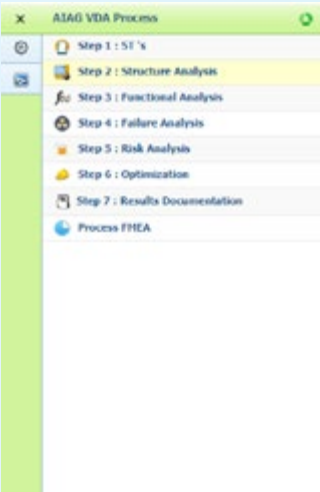 AIAG VDA Process
Step 1 : 5T 's
Step 2 : Structure Analysis
Step 3 : Functional Analysis
Step 4 : Failure Analysis
Step 5 : Risk Analysis
Step 6 : Optimization
Step 7 : Results Documentation
Process FMEA